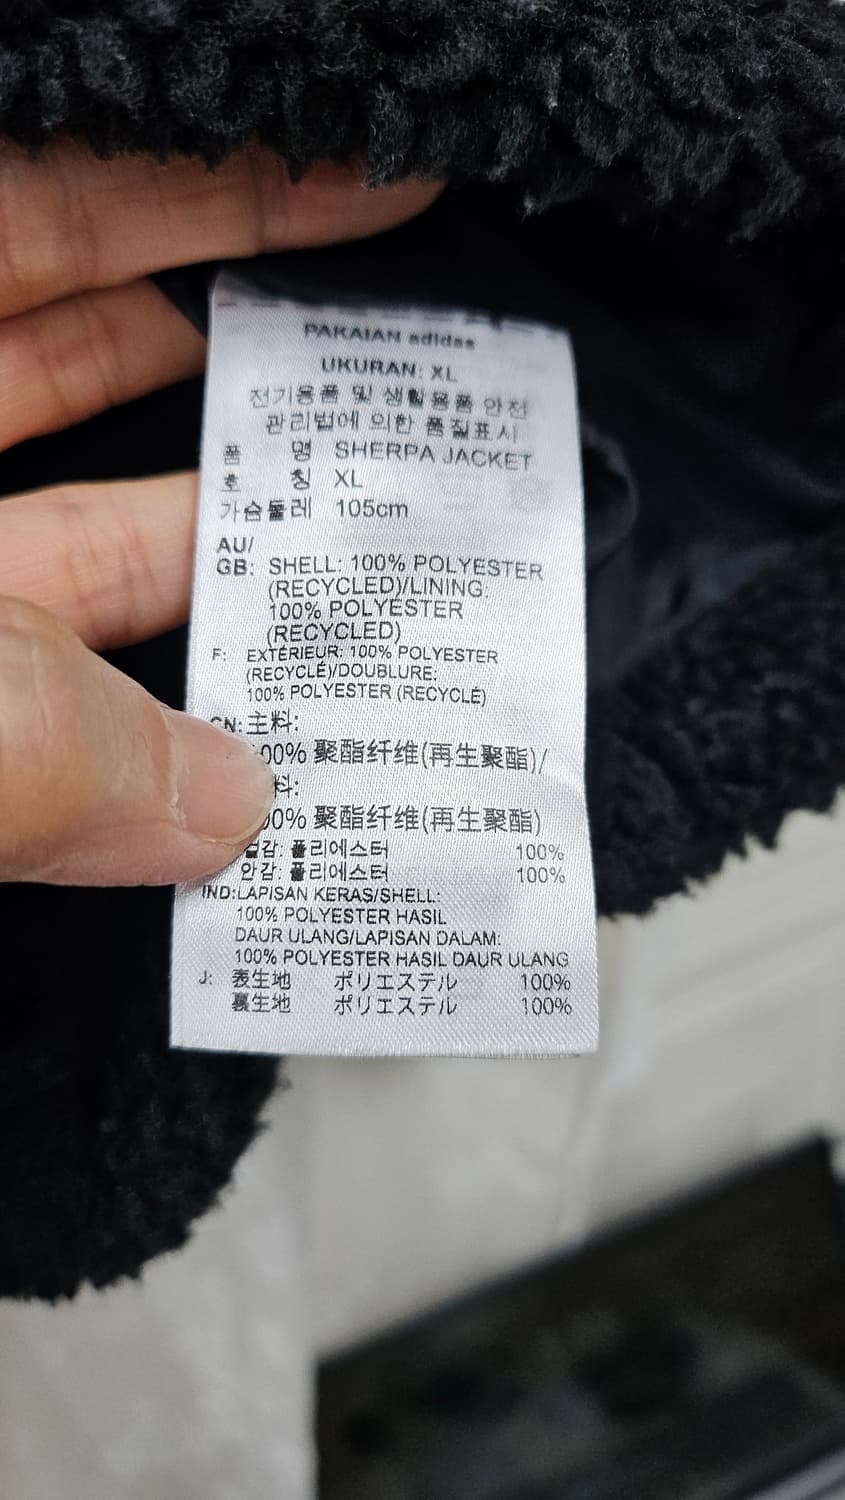 PAKAIAN adidas
UKURAN: XL
전기용품 및 생활용품 안전
관리법에 의한 품질표시
품 명 SHERPA JACKET
호 칭 XL
가슴둘레 105cm
AU/
GB: SHELL: 100% POLYESTER
(RECYCLED)/LINING:
100% POLYESTER
(RECYCLED)
F: EXTÉRIEUR: 100% POLYESTER
(RECYCLÉ)/DOUBLURE:
100% POLYESTER (RECYCLÉ)
CN: 主料:
00% 聚酯纤维(再生聚酯)/
料:
00% 聚酯纤维(再生聚酯)
겉감: 폴리에스터 100%
안감: 폴리에스터 100%
IND: LAPISAN KERAS/SHELL:
100% POLYESTER HASIL
DAUR ULANG/LAPISAN DALAM:
100% POLYESTER HASIL DAUR ULANG
J: 表生地 ポリエステル 100%
裏生地 ポリエステル 100%